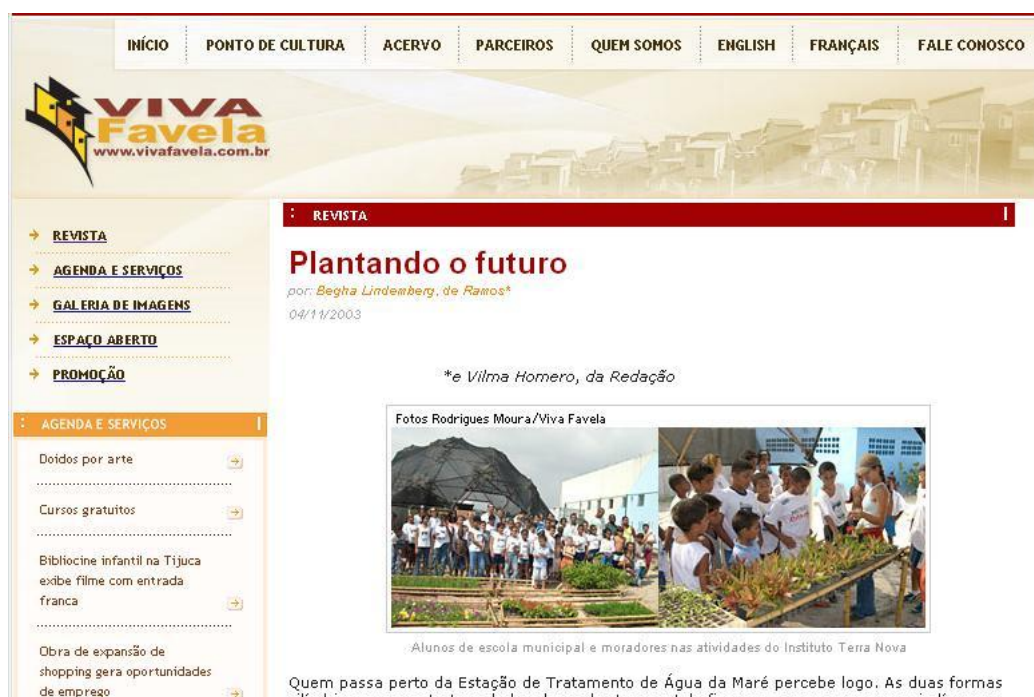 INÍCIO PONTO DE CULTURA ACERVO PARCEIROS QUEM SOMOS ENGLISH FRANÇAIS FALE CONOSCO
VIVA
Favela
www.vivafavela.com.br
REVISTA
AGENDA E SERVIÇOS
GALERIA DE IMAGENS
ESPAÇO ABERTO
PROMOÇÃO
AGENDA E SERVIÇOS
Doidos por arte
Cursos gratuitos
Bibliocine infantil na Tijuca
exibe filme com entrada
franca
Obra de expansão de
shopping gera oportunidades
de emprego
: REVISTA
Plantando o futuro
por: Begha Lindemberg, de Ramos*
04/11/2003
*e Vilma Homero, da Redação
Fotos Rodrigues Moura/Viva Favela
Alunos de escola municipal e moradores nas atividades do Instituto Terra Nova
Quem passa perto da Estação de Tratamento de Água da Maré percebe logo. As duas formas